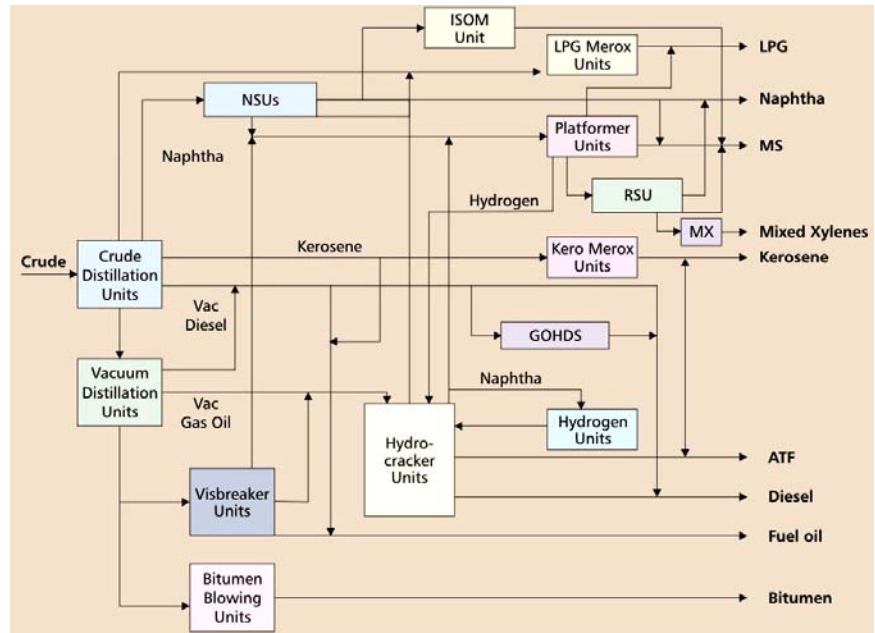 ISOM
Unit
LPG Merox
Units
LPG
NSUs
Naphtha
Platformer
Units
MS
Naphtha
RSU
Hydrogen
MX
Mixed Xylenes
Crude
Crude
Distillation
Units
Kerosene
Kero Merox
Units
Kerosene
Vac
Diesel
GOHDS
Vacuum
Distillation
Units
Vac
Gas Oil
Naphtha
Hydrogen
Units
Hydro-
cracker
Units
ATF
Visbreaker
Units
Diesel
Fuel oil
Bitumen
Blowing
Units
Bitumen